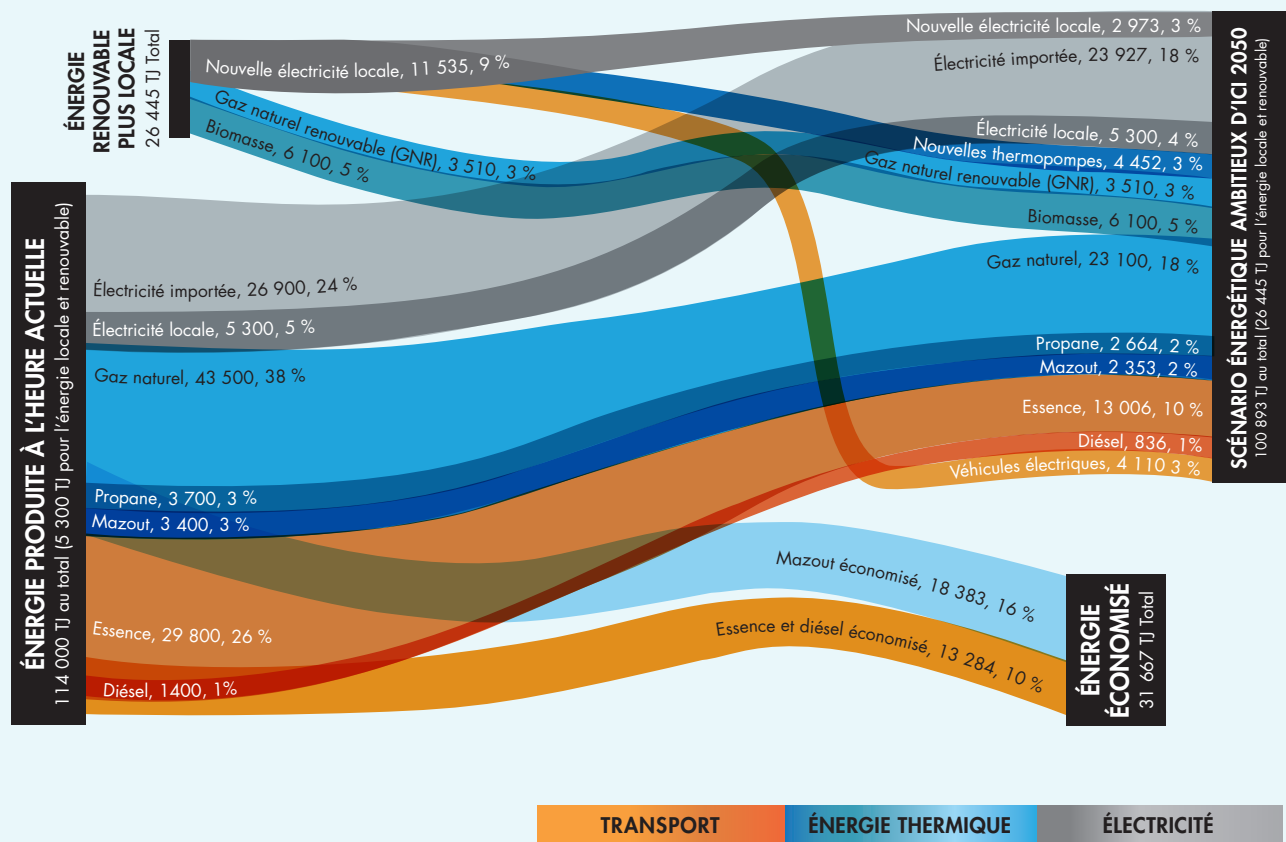 ÉNERGIE
RENOUVABLE
PLUS LOCALE
26 445 TJ Total
Nouvelle électricité locale, 11 535, 9 %
Gaz naturel renouvable (GNR), 3 510, 3 %
Biomasse, 6 100, 5 %
ÉNERGIE PRODUITE À L'HEURE ACTUELLE
114 000 TJ au total (5 300 TJ pour l'énergie locale et renouvable)
Électricité importée, 26 900, 24 %
Électricité locale, 5 300, 5 %
Gaz naturel, 43 500, 38 %
Propane, 3 700, 3 %
Mazout, 3 400, 3 %
Essence, 29 800, 26 %
Diésel, 1400, 1%
Nouvelle électricité locale, 2 973, 3 %
Électricité importée, 23 927, 18 %
Électricité locale, 5 300, 4 %
Nouvelles thermopompes, 4 452, 3 %
Gaz naturel renouvable (GNR), 3 510, 3 %
Biomasse, 6 100, 5 %
Gaz naturel, 23 100, 18 %
Propane, 2 664, 2 %
Mazout, 2 353, 2 %
Essence, 13 006, 10 %
Diésel, 836, 1%
Véhicules électriques, 4 110 3 %
SCÉNARIO ÉNERGÉTIQUE AMBITIEUX D'ICI 2050
100 893 TJ au total (26 445 TJ pour l'énergie locale et renouvable)
Mazout économisé, 18 383, 16 %
Essence et diésel économisé, 13 284, 10 %
ÉNERGIE
ÉCONOMISÉ
31 667 TJ Total
TRANSPORT
ÉNERGIE THERMIQUE
ÉLECTRICITÉ